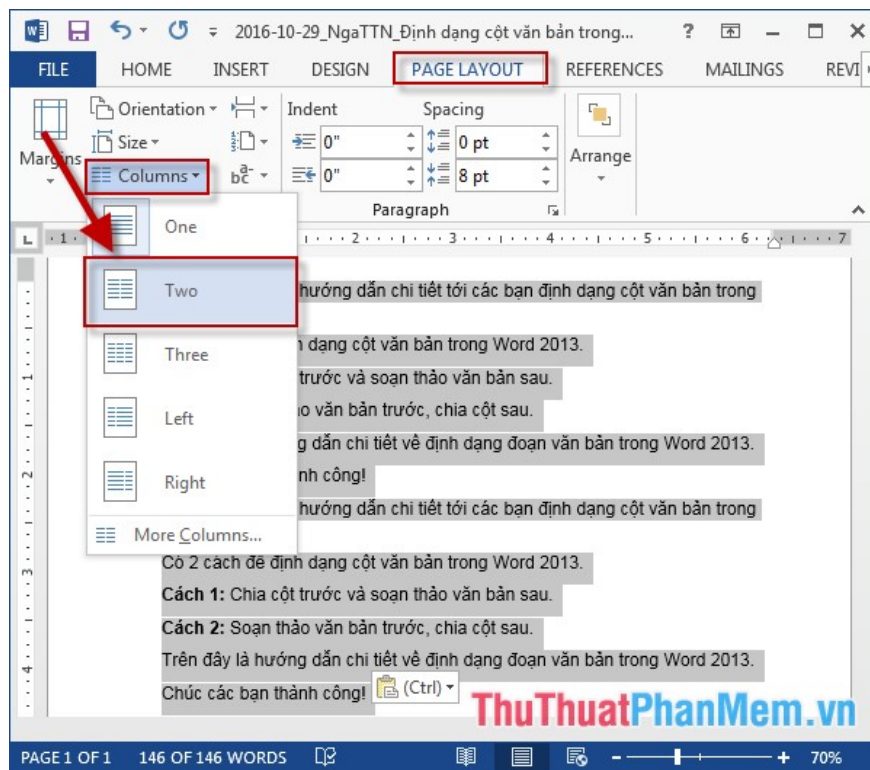 2016-10-29_NgaTTN_Định dạng cột văn bản trong...
FILE HOME INSERT DESIGN PAGE LAYOUT REFERENCES MAILINGS REVI
Orientation Indent Spacing
Size 0" 0 pt
Margins Arrange
Columns 0" 8 pt
Paragraph
1 2 3 4 5 6 7
One
Two
Three
Left
Right
More Columns...
hướng dẫn chi tiết tới các bạn định dạng cột văn bản trong
dạng cột văn bản trong Word 2013.
trước và soạn thảo văn bản sau.
văn bản trước, chia cột sau.
dẫn chi tiết về định dạng đoạn văn bản trong Word 2013.
công!
hướng dẫn chi tiết tới các bạn định dạng cột văn bản trong
Có 2 cách để định dạng cột văn bản trong Word 2013.
Cách 1: Chia cột trước và soạn thảo văn bản sau.
Cách 2: Soạn thảo văn bản trước, chia cột sau.
Trên đây là hướng dẫn chi tiết về định dạng đoạn văn bản trong Word 2013.
Chúc các bạn thành công! (Ctrl)
ThuThuatPhanMem.vn
PAGE 1 OF 1 146 OF 146 WORDS 70%